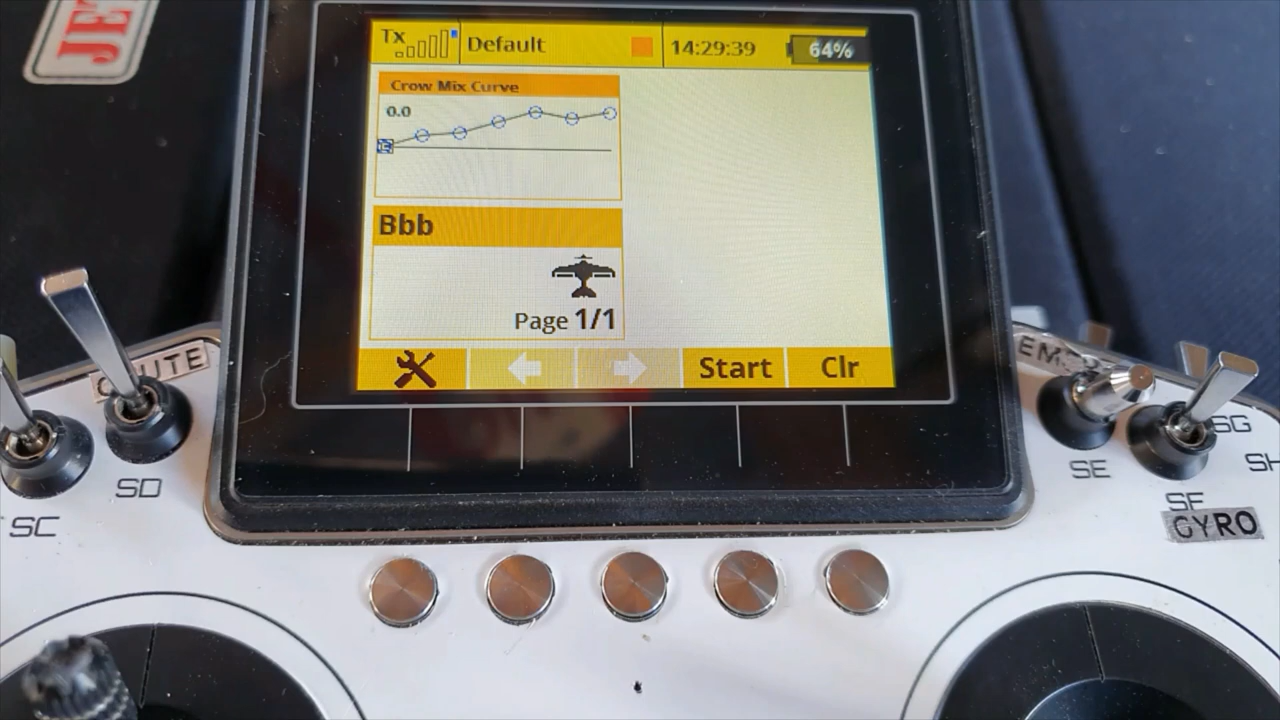 JET
Tx
Default
14:29:39
64%
Crow Mix Curve
0.0
Bbb
Page 1/1
Start
Clr
SD
SC
SE
SG
SF
GYRO